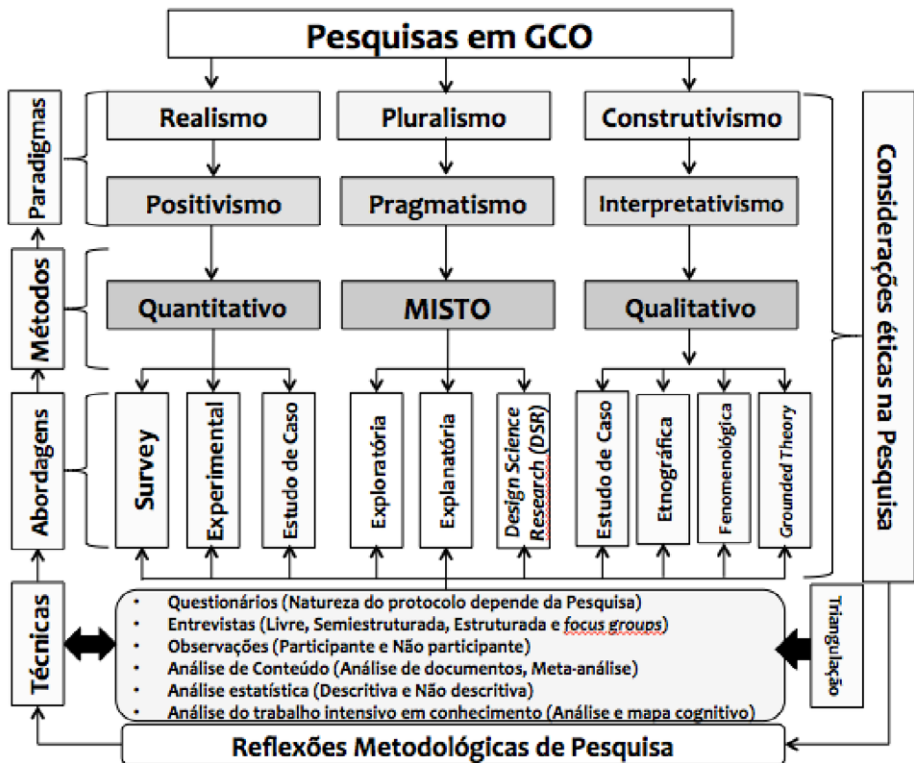 Pesquisas em GCO
Paradigmas
Realismo
Pluralismo
Construtivismo
Positivismo
Pragmatismo
Interpretativismo
Métodos
Quantitativo
MISTO
Qualitativo
Abordagens
Survey
Experimental
Estudo de Caso
Exploratória
Explanatória
Design Science
Research (DSR)
Estudo de Caso
Etnográfica
Fenomenológica
Grounded Theory
Considerações éticas na Pesquisa
Técnicas
• Questionários (Natureza do protocolo depende da Pesquisa)
• Entrevistas (Livre, Semiestruturada, Estruturada e focus groups)
• Observações (Participante e Não participante)
• Análise de Conteúdo (Análise de documentos, Meta-análise)
• Análise estatística (Descritiva e Não descritiva)
• Análise do trabalho intensivo em conhecimento (Análise e mapa cognitivo)
Triangulação
Reflexões Metodológicas de Pesquisa